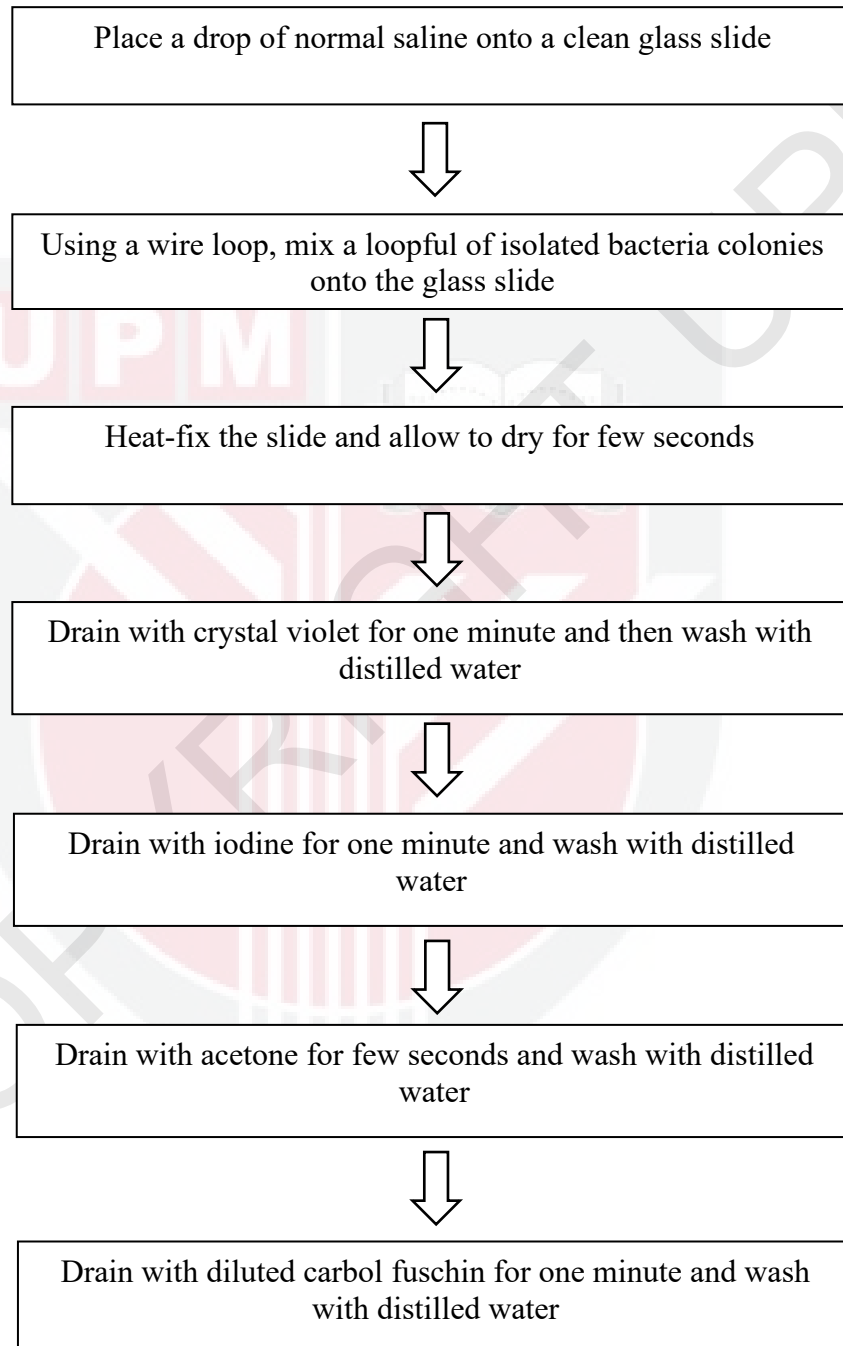 Place a drop of normal saline onto a clean glass slide
Using a wire loop, mix a loopful of isolated bacteria colonies
onto the glass slide
UPM
Heat-fix the slide and allow to dry for few seconds
Drain with crystal violet for one minute and then wash with
distilled water
Drain with iodine for one minute and wash with distilled
water
Drain with acetone for few seconds and wash with distilled
water
Drain with diluted carbol fuschin for one minute and wash
with distilled water
COPYRIGHT UPM